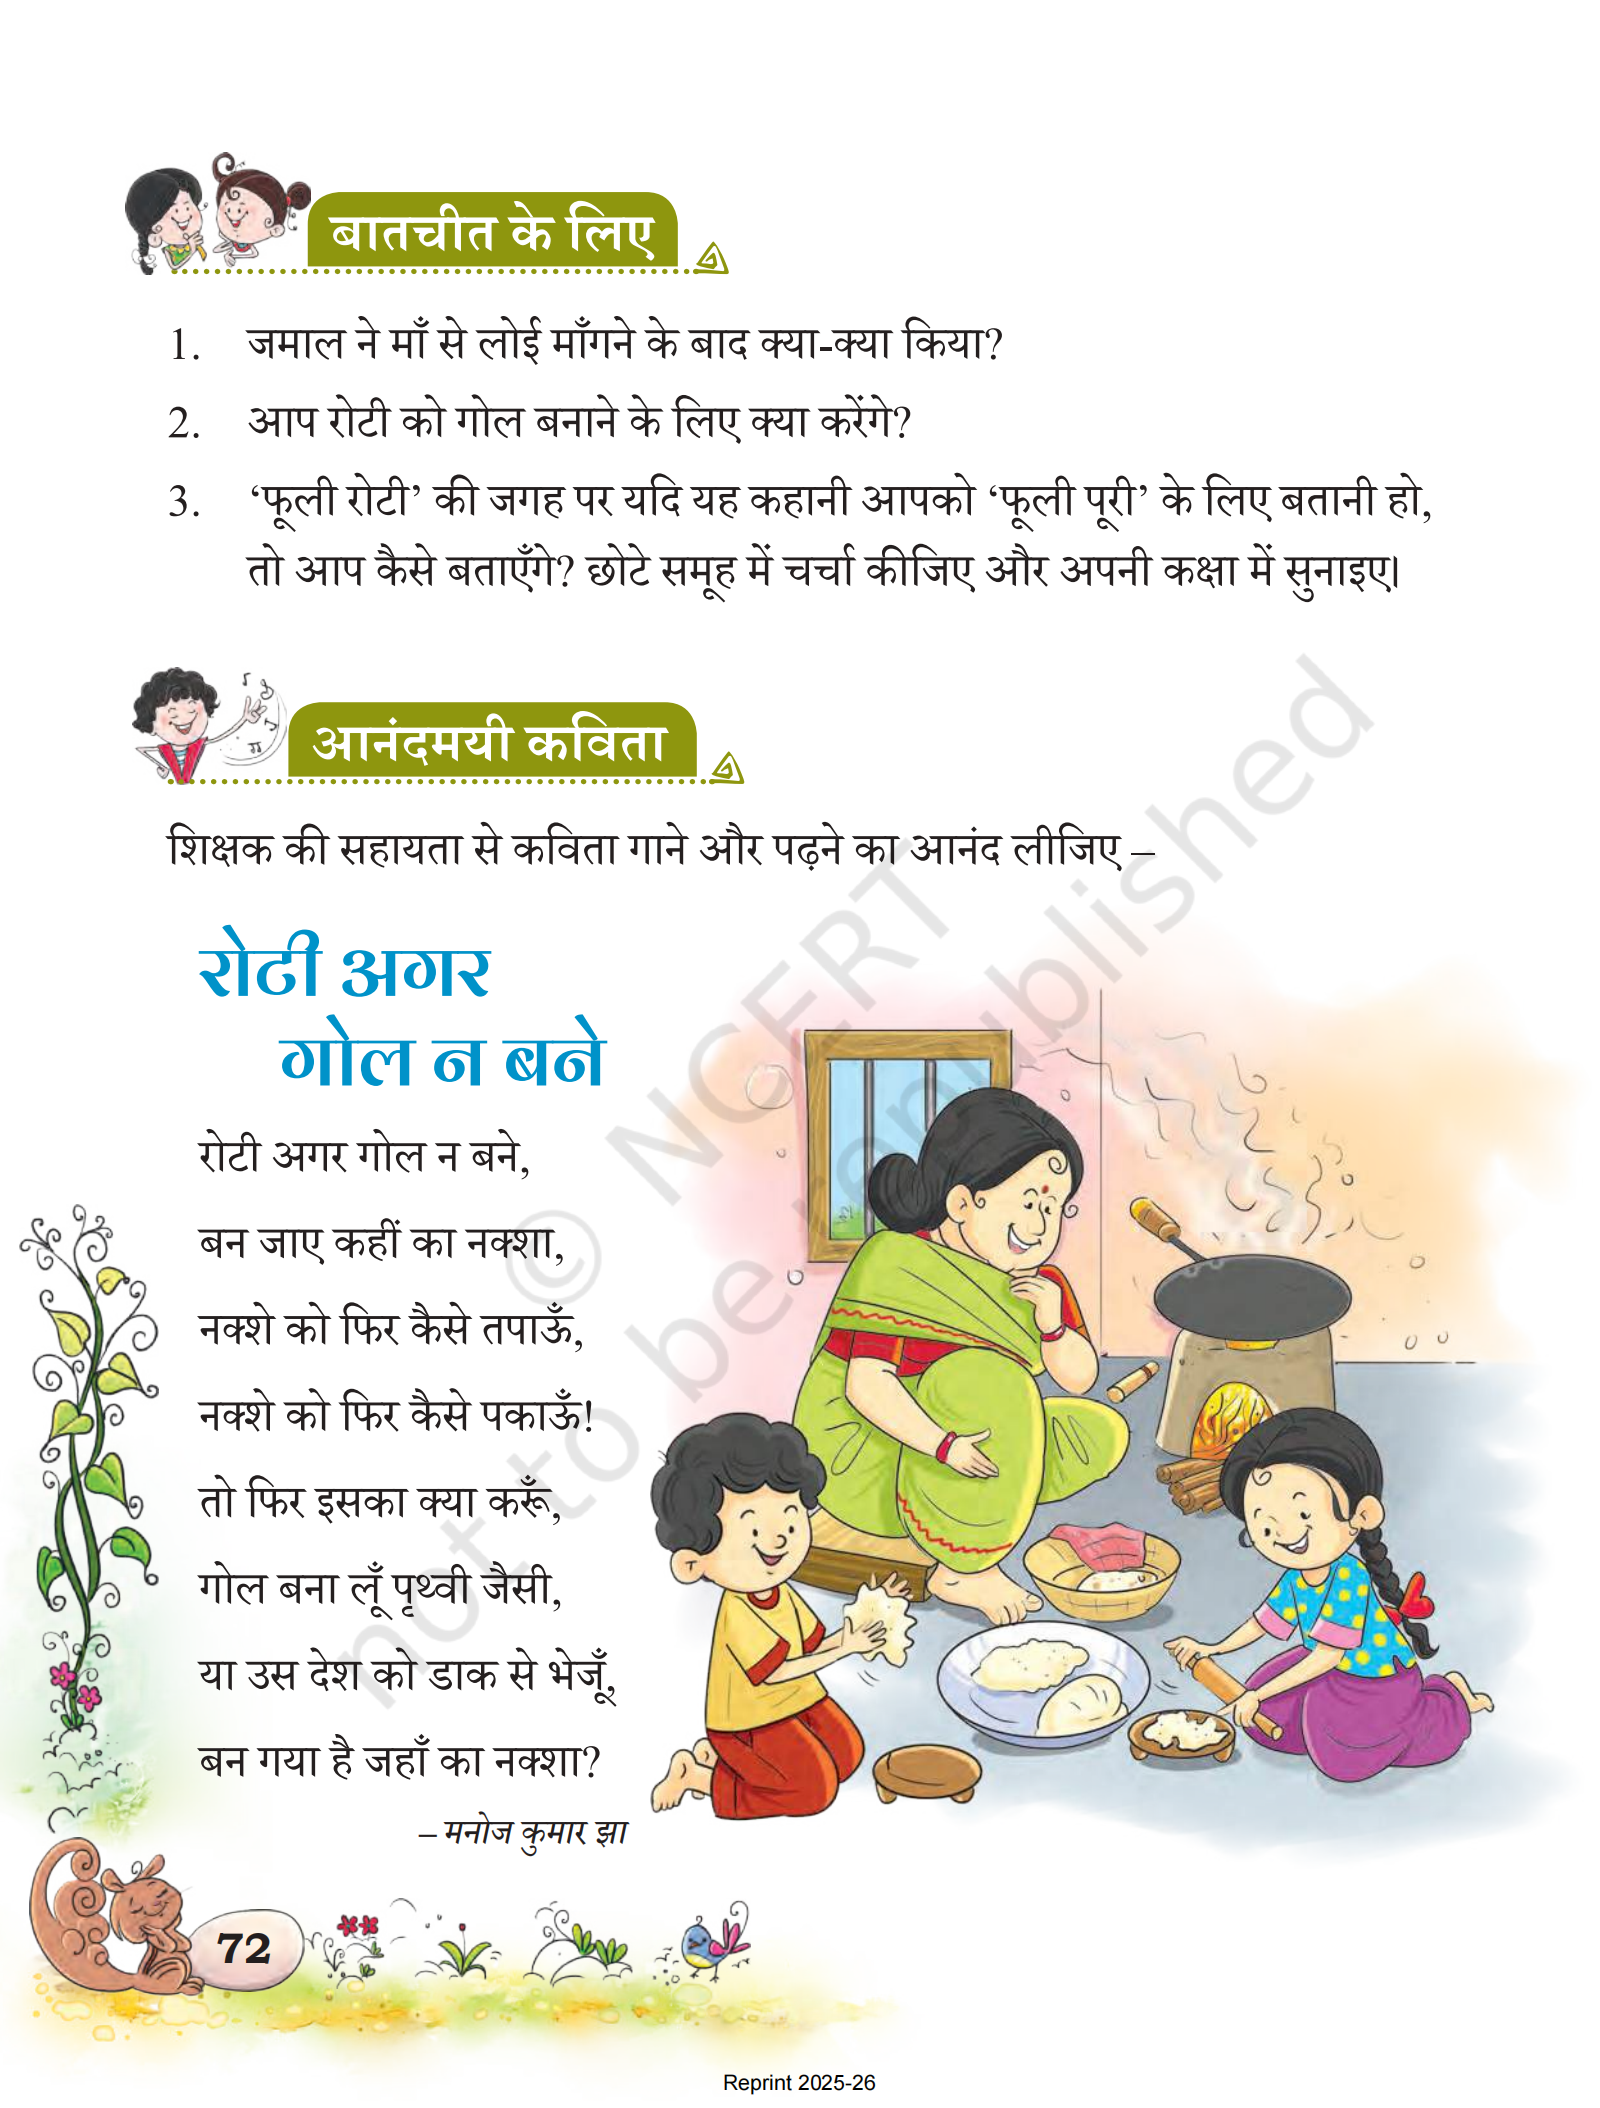 बातचीत के लिए
1. जमाल ने माँ से लोई माँगने के बाद क्या-क्या किया?
2. आप रोटी को गोल बनाने के लिए क्या करेंगे?
3. ‘फूली रोटी’ की जगह पर यदि यह कहानी आपको ‘फूली पूरी’ के लिए बतानी हो,
तो आप कैसे बताएँगे? छोटे समूह में चर्चा कीजिए और अपनी कक्षा में सुनाइए।
आनंदमयी कविता
शिक्षक की सहायता से कविता गाने और पढ़ने का आनंद लीजिए –
रोटी अगर
गोल न बने
रोटी अगर गोल न बने,
बन जाए कहीं का नक्शा,
नक्शे को फिर कैसे तपाऊँ,
नक्शे को फिर कैसे पकाऊँ!
तो फिर इसका क्या करूँ,
गोल बना लूँ पृथ्वी जैसी,
या उस देश को डाक से भेजूँ,
बन गया है जहाँ का नक्शा?
– मनोज कुमार झा
72
© NCERT
not to be republished
Reprint 2025-26